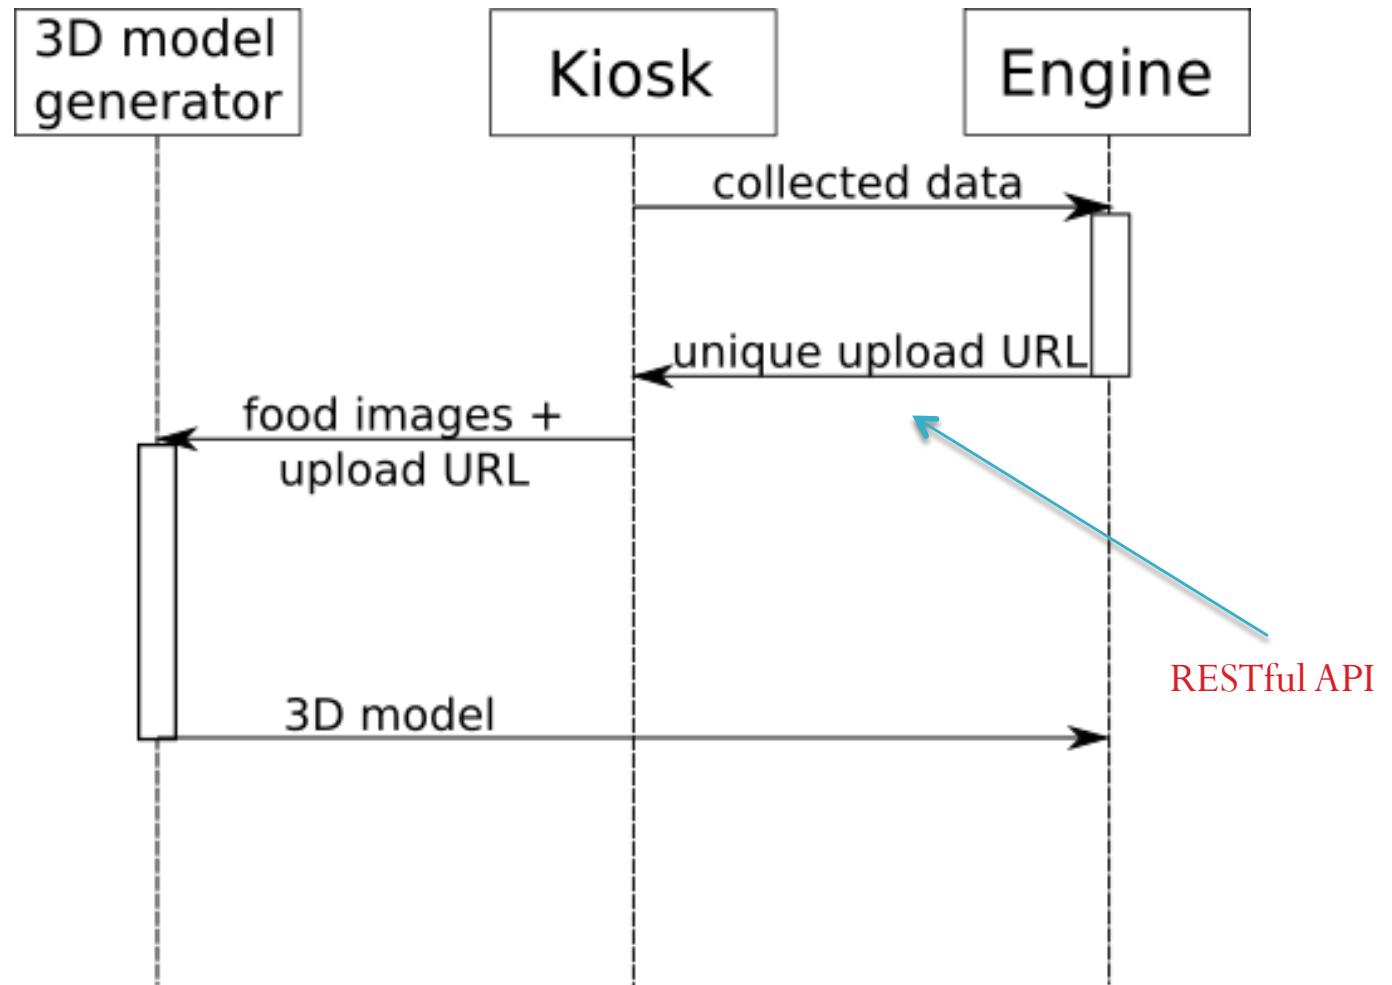 3D model
generator
Kiosk
Engine
collected data
unique upload URL
food images +
upload URL
RESTful API
3D model